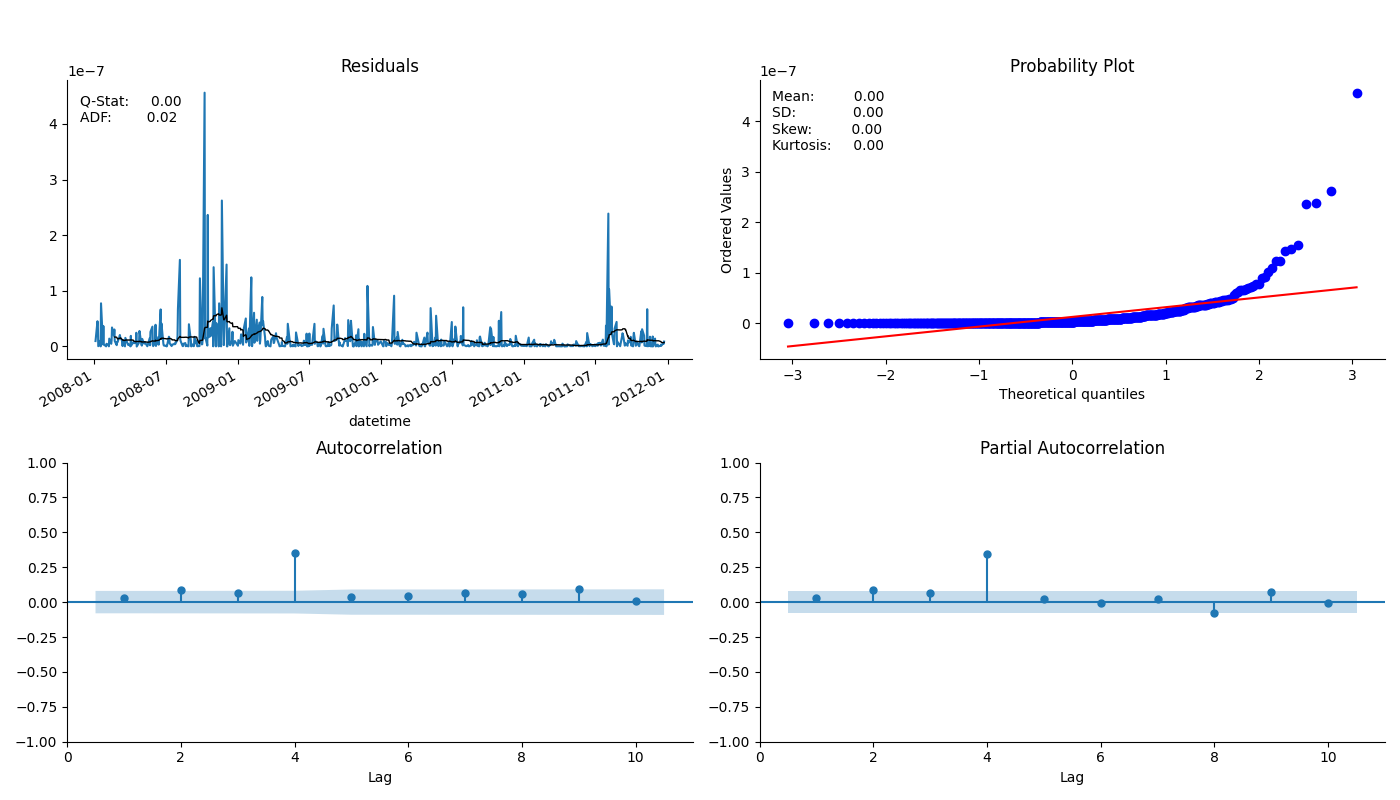 Residuals
1e−7
Q-Stat: 0.00
ADF: 0.02
4
3
2
1
0
2008-01
2008-07
2009-01
2009-07
2010-01
2010-07
2011-01
2011-07
2012-01
datetime
Probability Plot
1e−7
Mean: 0.00
SD: 0.00
Skew: 0.00
Kurtosis: 0.00
Ordered Values
4
3
2
1
0
−3 −2 −1 0 1 2 3
Theoretical quantiles
Autocorrelation
1.00
0.75
0.50
0.25
0.00
−0.25
−0.50
−0.75
−1.00
0 2 4 6 8 10
Lag
Partial Autocorrelation
1.00
0.75
0.50
0.25
0.00
−0.25
−0.50
−0.75
−1.00
0 2 4 6 8 10
Lag